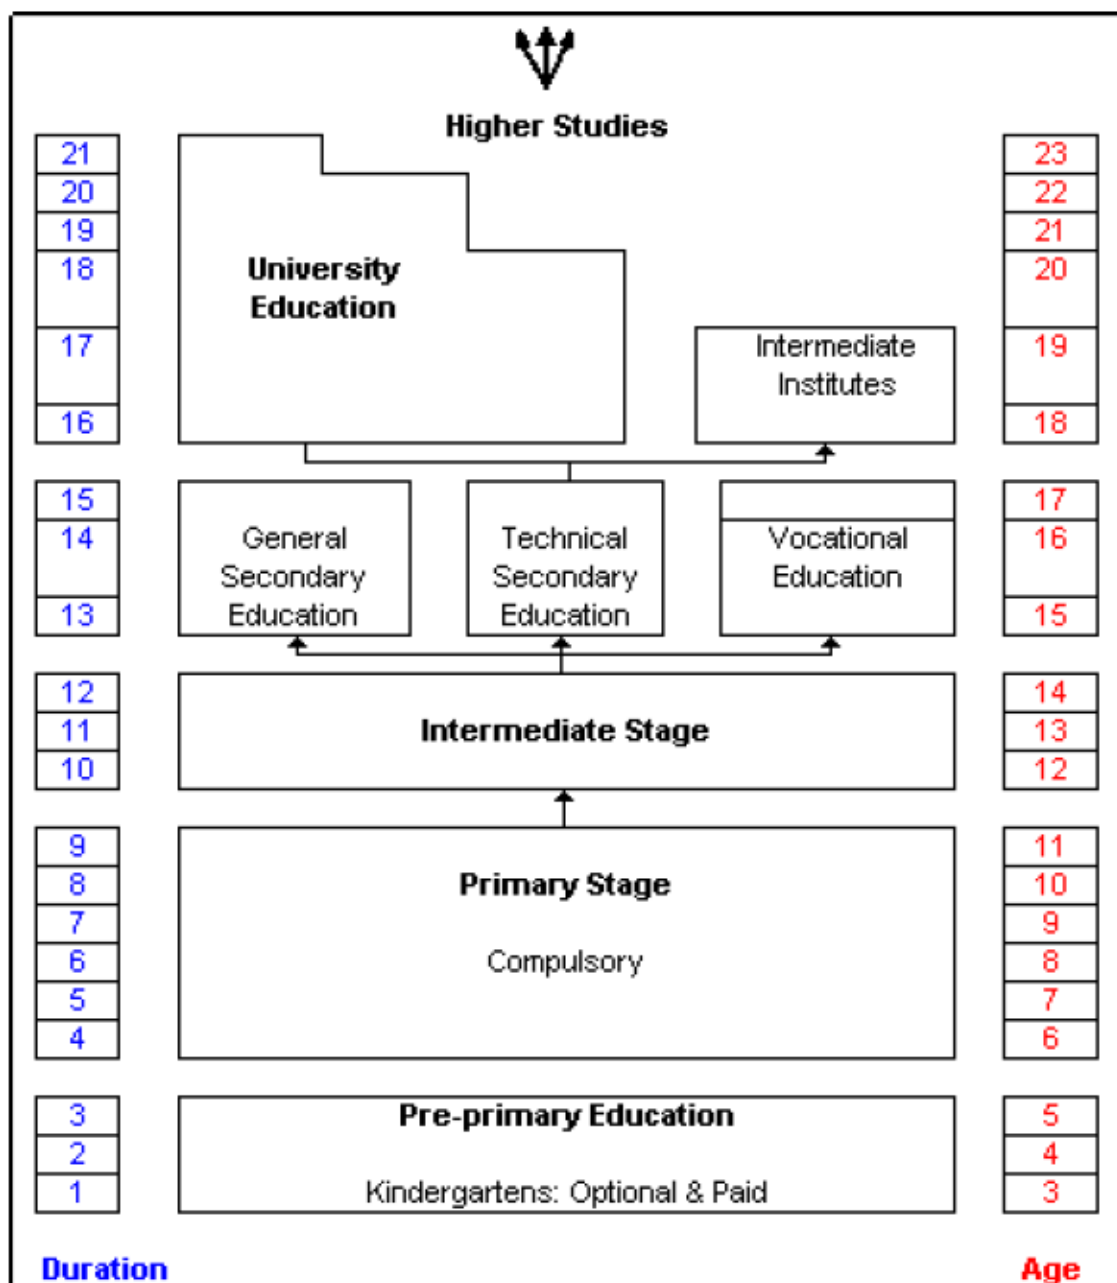 Higher Studies
21 23
20 22
19 21
18 University 20
Education
17 Intermediate 19
Institutes
16 18
15 17
14 General Technical Vocational 16
Secondary Secondary Education
13 Education Education 15
12 14
11 Intermediate Stage 13
10 12
9 11
8 Primary Stage 10
7 9
6 Compulsory 8
5 7
4 6
3 Pre-primary Education 5
2 4
1 Kindergartens: Optional & Paid 3
Duration Age